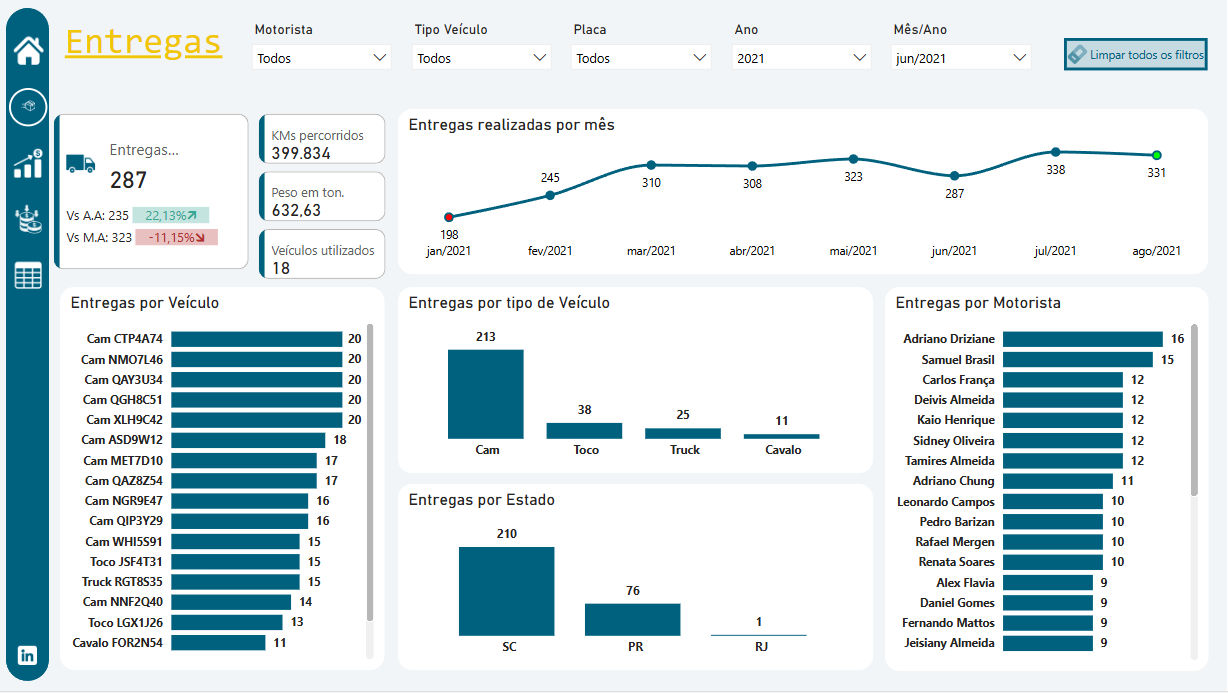 Entregas
Motorista
Todos
Tipo Veículo
Todos
Placa
Todos
Ano
2021
Mês/Ano
jun/2021
Limpar todos os filtros
Entregas...
287
Vs A.A: 235 22,13%
Vs M.A: 323 -11,15%
KMs percorridos
399.834
Peso em ton.
632,63
Veículos utilizados
18
Entregas realizadas por mês
198 245 310 308 323 287 338 331
jan/2021 fev/2021 mar/2021 abr/2021 mai/2021 jun/2021 jul/2021 ago/2021
Entregas por Veículo
Cam CTP4A74 20
Cam NMO7L46 20
Cam QAY3U34 20
Cam QGH8C51 20
Cam XLH9C42 20
Cam ASD9W12 18
Cam MET7D10 17
Cam QAZ8Z54 17
Cam NGR9E47 16
Cam QIP3Y29 16
Cam WHI5S91 15
Toco JSF4T31 15
Truck RGT8S35 15
Cam NNF2Q40 14
Toco LGX1J26 13
Cavalo FOR2N54 11
Entregas por tipo de Veículo
213 38 25 11
Cam Toco Truck Cavalo
Entregas por Estado
210 76 1
SC PR RJ
Entregas por Motorista
Adriano Driziane 16
Samuel Brasil 15
Carlos França 12
Deivis Almeida 12
Kaio Henrique 12
Sidney Oliveira 12
Tamires Almeida 12
Adriano Chung 11
Leonardo Campos 10
Pedro Barizan 10
Rafael Mergen 10
Renata Soares 10
Alex Flavia 9
Daniel Gomes 9
Fernando Mattos 9
Jeisiany Almeida 9
in